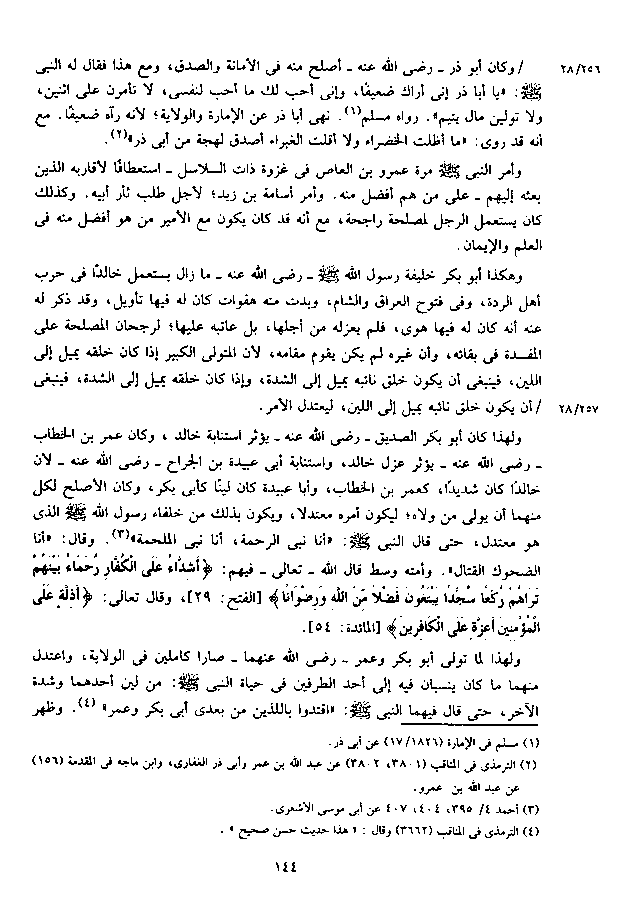 ٢٨/٢٥٦ / وكان أبو ذر ـ رضى الله عنه ـ أصلح منه فى الأمانة والصدق، ومع هذا فقال له النبى
ﷺ: «يا أبا ذر إنى أراك ضعيفًا، وإنى أحب لك ما أحب لنفسى، لا تأمرن على اثنين،
ولا تولين مال يتيم». رواه مسلم(١). نهى أبا ذر عن الإمارة والولاية؛ لأنه رآه ضعيفًا. مع
أنه قد روى: «ما أظلت الخضراء ولا أقلت الغبراء أصدق لهجة من أبى ذر»(٢).
وأمر النبى ﷺ مرة عمرو بن العاص فى غزوة ذات السلاسل ـ استعطافًا لأقاربه الذين
بعثه إليهم ـ على من هم أفضل منه. وأمر أسامة بن زيد؛ لأجل طلب ثأر أبيه. وكذلك
كان يستعمل الرجل لمصلحة راجحة، مع أنه قد كان يكون مع الأمير من هو أفضل منه فى
العلم والإيمان.
وهكذا أبو بكر خليفة رسول الله ﷺ ـ رضى الله عنه ـ ما زال يستعمل خالدًا فى حرب
أهل الردة، وفى فتوح العراق والشام، وبدت منه هفوات كان له فيها تأويل، وقد ذكر له
عنه أنه كان له فيها هوى، فلم يعزله من أجلها، بل عاتبه عليها؛ لرجحان المصلحة على
المفسدة فى بقائه، وأن غيره لم يكن يقوم مقامه، لأن المتولى الكبير إذا كان خلقه يميل إلى
اللين، فينبغى أن يكون خلق نائبه يميل إلى الشدة، وإذا كان خلقه يميل إلى الشدة، فينبغى
٢٨/٢٥٧ / أن يكون خلق نائبه يميل إلى اللين، ليعتدل الأمر.
ولهذا كان أبو بكر الصديق ـ رضى الله عنه ـ يؤثر استنابة خالد ، وكان عمر بن الخطاب
ـ رضى الله عنه ـ يؤثر عزل خالد، واستنابة أبى عبيدة بن الجراح ـ رضى الله عنه ـ لأن
خالدًا كان شديدًا، كعمر بن الخطاب، وأبا عبيدة كان لينًا كأبى بكر، وكان الأصلح لكل
منهما أن يولى من ولاه؛ ليكون أمره معتدلا، ويكون بذلك من خلفاء رسول الله ﷺ الذى
هو معتدل، حتى قال النبى ﷺ: «أنا نبى الرحمة، أنا نبى الملحمة»(٣). وقال: «أنا
الضحوك القتال». وأمته وسط قال الله ـ تعالى ـ فيهم: ﴿أَشِدَّاءُ عَلَى الْكُفَّارِ رُحَمَاءُ بَيْنَهُمْ
تَرَاهُمْ رُكَّعًا سُجَّدًا يَبْتَغُونَ فَضْلاً مِّنَ اللَّهِ وَرِضْوَانًا﴾ [الفتح: ٢٩]، وقال تعالى: ﴿أَذِلَّةٍ عَلَى
الْمُؤْمِنِينَ أَعِزَّةٍ عَلَى الْكَافِرِينَ﴾ [المائدة: ٥٤].
ولهذا لما تولى أبو بكر وعمر ـ رضى الله عنهما ـ صارا كاملين فى الولاية، واعتدل
منهما ما كان ينسبان فيه إلى أحد الطرفين فى حياة النبى ﷺ: من لين أحدهما وشدة
الآخر، حتى قال فيهما النبى ﷺ: «اقتدوا باللذين من بعدى أبى بكر وعمر» (٤). وظهر
(١) مسلم فى الإمارة (١٧/١٨٢٦) عن أبى ذر.
(٢) الترمذى فى المناقب (٣٨٠١، ٣٨٠٢) عن عبد الله بن عمر وأبى ذر الغفارى، وابن ماجه فى المقدمة (١٥٦)
عن عبد الله بن عمرو.
(٣) أحمد ٤/ ٣٩٥، ٤٠٤، ٤٠٧ عن أبى موسى الأشعرى.
(٤) الترمذى فى المناقب (٣٦٦٢) وقال : « هذا حديث حسن صحيح » .
١٤٤